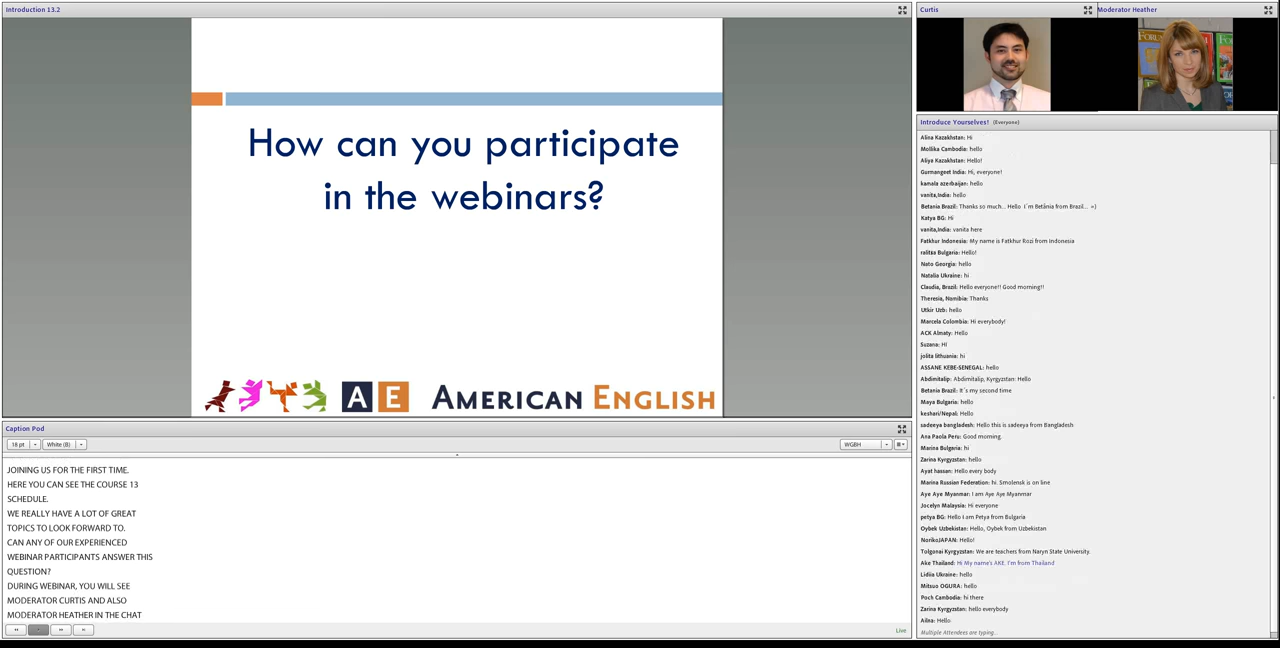 Introduction 13.2
How can you participate
in the webinars?
AE AMERICAN ENGLISH
Caption Pod
18 pt
White (B)
WGBH
JOINING US FOR THE FIRST TIME.
HERE YOU CAN SEE THE COURSE 13
SCHEDULE.
WE REALLY HAVE A LOT OF GREAT
TOPICS TO LOOK FORWARD TO.
CAN ANY OF OUR EXPERIENCED
WEBINAR PARTICIPANTS ANSWER THIS
QUESTION?
DURING WEBINAR, YOU WILL SEE
MODERATOR CURTIS AND ALSO
MODERATOR HEATHER IN THE CHAT
Live
Curtis
Moderator Heather
FORUM
Introduce Yourselves! (Everyone)
Alina Kazakhstan: Hi
Mollika Cambodia: hello
Aliya Kazakhstan: Hello!
Gurmangeet India: Hi, everyone!
kamala azerbaijan: hello
vanita,India: hello
Betania Brazil: Thanks so much... Hello I´m Betânia from Brazil... =)
Katya BG: Hi
vanita,India: vanita here
Fatkhur Indonesia: My name is Fatkhur Rozi from Indonesia
ralitsa Bulgaria: Hello!
Nato Georgia: hello
Natalia Ukraine: hi
Claudia, Brazil: Hello everyone!! Good morning!!
Theresia, Namibia: Thanks
Utkir Uzb: hello
Marcela Colombia: Hi everybody!
ACK Almaty: Hello
Suzana: HI
jolita lithuania: hi
ASSANE KEBE-SENEGAL: hello
Abdimitalip: Abdimitalip, Kyrgyzstan: Hello
Betania Brazil: It´s my second time
Maya Bulgaria: hello
keshari/Nepal: Hello
sadeeya bangladesh: Hello this is sadeeya from Bangladesh
Ana Paola Peru: Good morning
Marina Bulgaria: hi
Zarina Kyrgyzstan: hello
Ayat hassan: Hello every body
Marina Russian Federation: hi. Smolensk is on line
Aye Aye Myanmar: I am Aye Aye Myanmar
Jocelyn Malaysia: Hi everyone
petya BG: Hello I am Petya from Bulgaria
Oybek Uzbekistan: Hello, Oybek from Uzbekistan
NorikoJAPAN: Hello!
Tolgonai Kyrgyzstan: We are teachers from Naryn State University.
Ake Thailand: Hi My name's AKE. I'm from Thailand
Lidiia Ukraine: hello
Mitsuo OGURA: hello
Poch Cambodia: hi there
Zarina Kyrgyzstan: hello everybody
Ailna: Hello
Multiple Attendees are typing...